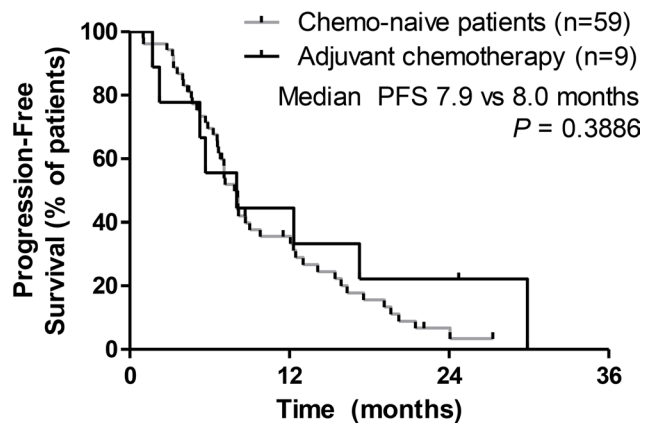 Chemo-naive patients (n=59)
Adjuvant chemotherapy (n=9)
Median PFS 7.9 vs 8.0 months
P = 0.3886
Progression-Free
Survival (% of patients)
100
80
60
40
20
0
0 12 24 36
Time (months)